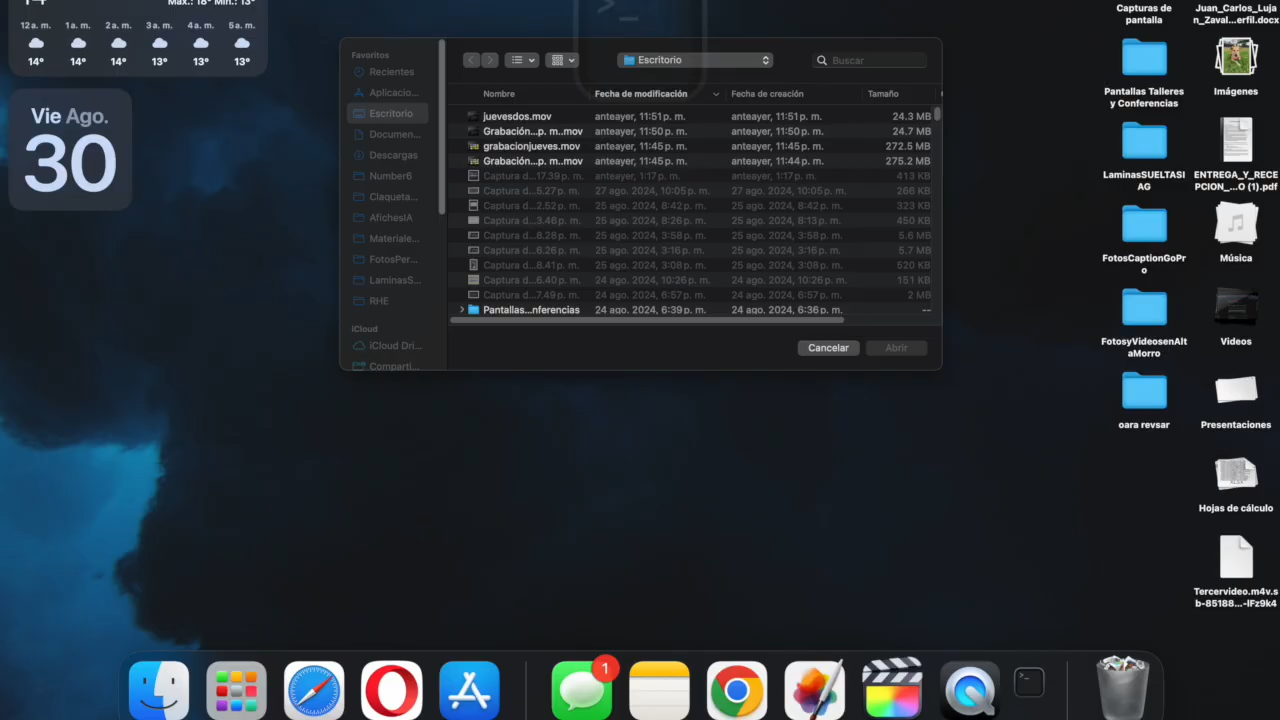 Máx.: 18° Mín.: 13°
12 a. m. 1 a. m. 2 a. m. 3 a. m. 4 a. m. 5 a. m.
14° 14° 14° 13° 13° 13°
Vie Ago.
30
Favoritos
Recientes
Aplicacio...
Escritorio
Documen...
Descargas
Number6
Claqueta...
AfichesIA
Materiale...
FotosPer...
LaminasS...
RHE
iCloud
iCloud Dri...
Comparti...
Escritorio
Buscar
Nombre Fecha de modificación Fecha de creación Tamaño
juevesdos.mov anteayer, 11:51 p. m. anteayer, 11:51 p. m. 24.3 MB
Grabación...p. m..mov anteayer, 11:50 p. m. anteayer, 11:50 p. m. 24.7 MB
grabacionjueves.mov anteayer, 11:45 p. m. anteayer, 11:45 p. m. 272.5 MB
Grabación...p. m..mov anteayer, 11:45 p. m. anteayer, 11:44 p. m. 275.2 MB
Captura d...17.39 p. m. anteayer, 1:17 p. m. anteayer, 1:17 p. m. 413 KB
Captura d...5.27 p. m. 27 ago. 2024, 10:05 p. m. 27 ago. 2024, 10:05 p. m. 266 KB
Captura d...2.52 p. m. 25 ago. 2024, 8:42 p. m. 25 ago. 2024, 8:42 p. m. 323 KB
Captura d...3.46 p. m. 25 ago. 2024, 8:26 p. m. 25 ago. 2024, 8:13 p. m. 450 KB
Captura d...8.28 p. m. 25 ago. 2024, 3:58 p. m. 25 ago. 2024, 3:58 p. m. 5.6 MB
Captura d...6.26 p. m. 25 ago. 2024, 3:16 p. m. 25 ago. 2024, 3:16 p. m. 5.7 MB
Captura d...8.41 p. m. 25 ago. 2024, 3:08 p. m. 25 ago. 2024, 3:08 p. m. 520 KB
Captura d...6.40 p. m. 24 ago. 2024, 10:26 p. m. 24 ago. 2024, 10:26 p. m. 151 KB
Captura d...7.49 p. m. 24 ago. 2024, 6:57 p. m. 24 ago. 2024, 6:57 p. m. 2 MB
Pantallas...nferencias 24 ago. 2024, 6:39 p. m. 24 ago. 2024, 6:36 p. m. --
Cancelar Abrir
Capturas de
pantalla
Pantallas Talleres
y Conferencias
LaminasSUELTASI
AG
FotosCaptionGoPr
o
FotosyVideosenAlt
aMorro
oara revsar
Juan_Carlos_Luja
n_Zaval...erfil.docx
Imágenes
ENTREGA_Y_RECE
PCION_...O (1).pdf
Música
Videos
Presentaciones
Hojas de cálculo
Tercervideo.m4v.s
b-85188...-lFz9k4
1